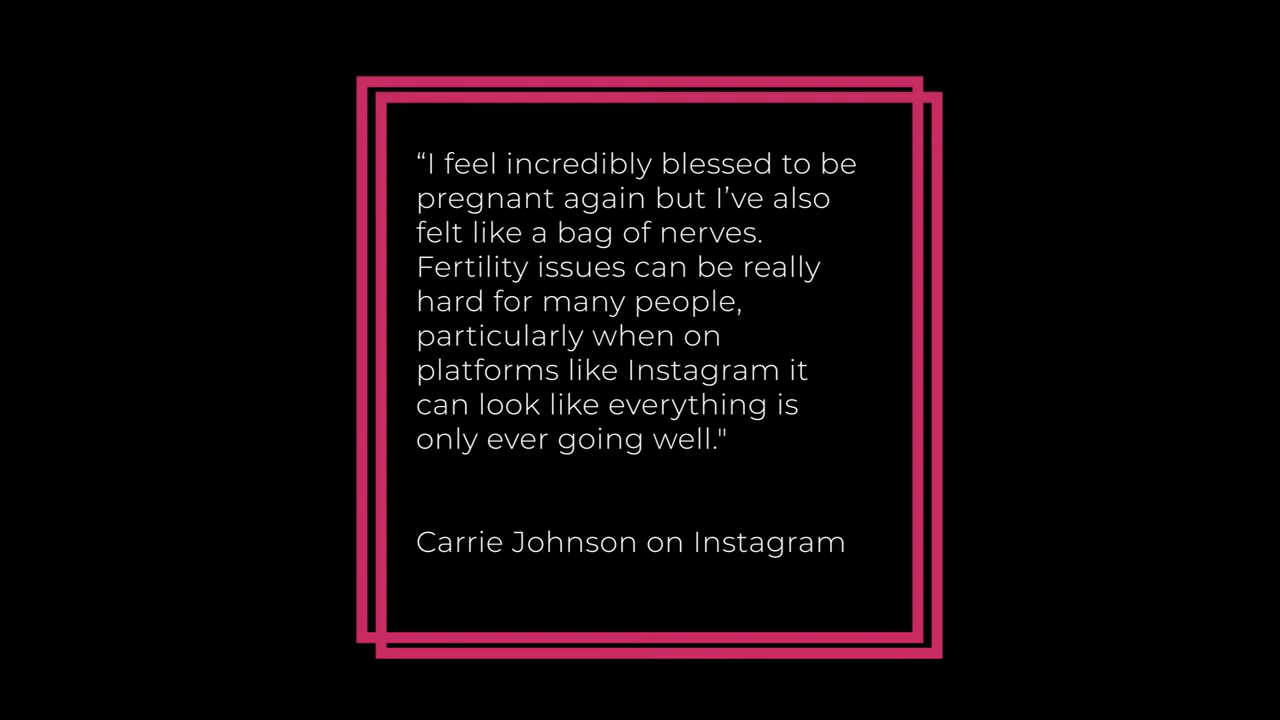 “I feel incredibly blessed to be
pregnant again but I’ve also
felt like a bag of nerves.
Fertility issues can be really
hard for many people,
particularly when on
platforms like Instagram it
can look like everything is
only ever going well."
Carrie Johnson on Instagram